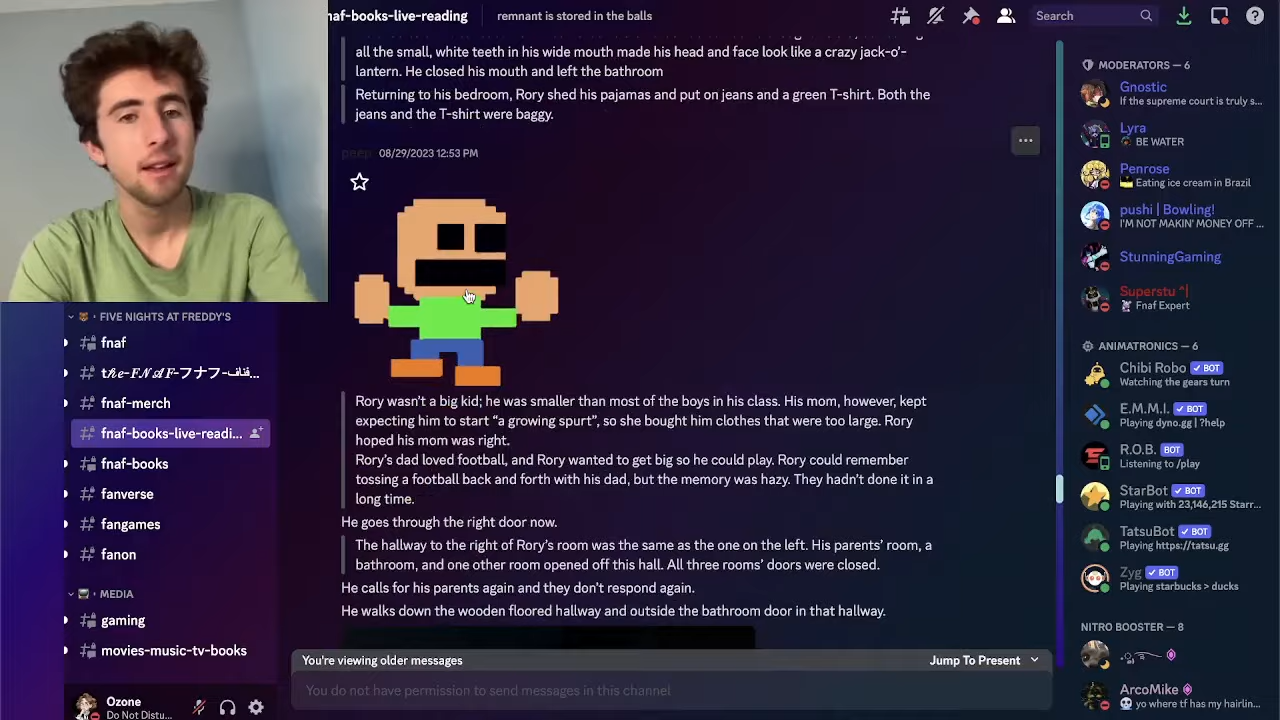 naf-books-live-reading
remnant is stored in the balls
Search
all the small, white teeth in his wide mouth made his head and face look like a crazy jack-o'-
lantern. He closed his mouth and left the bathroom
Returning to his bedroom, Rory shed his pajamas and put on jeans and a green T-shirt. Both the
jeans and the T-shirt were baggy.
peep 08/29/2023 12:53 PM
Rory wasn't a big kid; he was smaller than most of the boys in his class. His mom, however, kept
expecting him to start “a growing spurt”, so she bought him clothes that were too large. Rory
hoped his mom was right.
Rory's dad loved football, and Rory wanted to get big so he could play. Rory could remember
tossing a football back and forth with his dad, but the memory was hazy. They hadn't done it in a
long time.
He goes through the right door now.
The hallway to the right of Rory's room was the same as the one on the left. His parents' room, a
bathroom, and one other room opened off this hall. All three rooms' doors were closed.
He calls for his parents again and they don't respond again.
He walks down the wooden floored hallway and outside the bathroom door in that hallway.
You're viewing older messages
Jump To Present
You do not have permission to send messages in this channel
FIVE NIGHTS AT FREDDY'S
fnaf
t𝒽𝑒-𝐹𝒩𝒜𝐹-フナフ-فناف...
fnaf-merch
fnaf-books-live-readi...
fnaf-books
fanverse
fangames
fanon
MEDIA
gaming
movies-music-tv-books
Ozone
Do Not Distu...
MODERATORS — 6
Gnostic
If the supreme court is truly s...
Lyra
BE WATER
Penrose
Eating ice cream in Brazil
pushi | Bowling!
I'M NOT MAKIN' MONEY OFF ...
StunningGaming
Superstu ^|
Fnaf Expert
ANIMATRONICS — 6
Chibi Robo BOT
Watching the gears turn
E.M.M.I. BOT
Playing dyno.gg | ?help
R.O.B. BOT
Listening to /play
StarBot BOT
Playing with 23,146,215 Starr...
TatsuBot BOT
Playing https://tatsu.gg
Zyg BOT
Playing starbucks > ducks
NITRO BOOSTER — 8
ArcoMike
yo where tf has my hairlin...